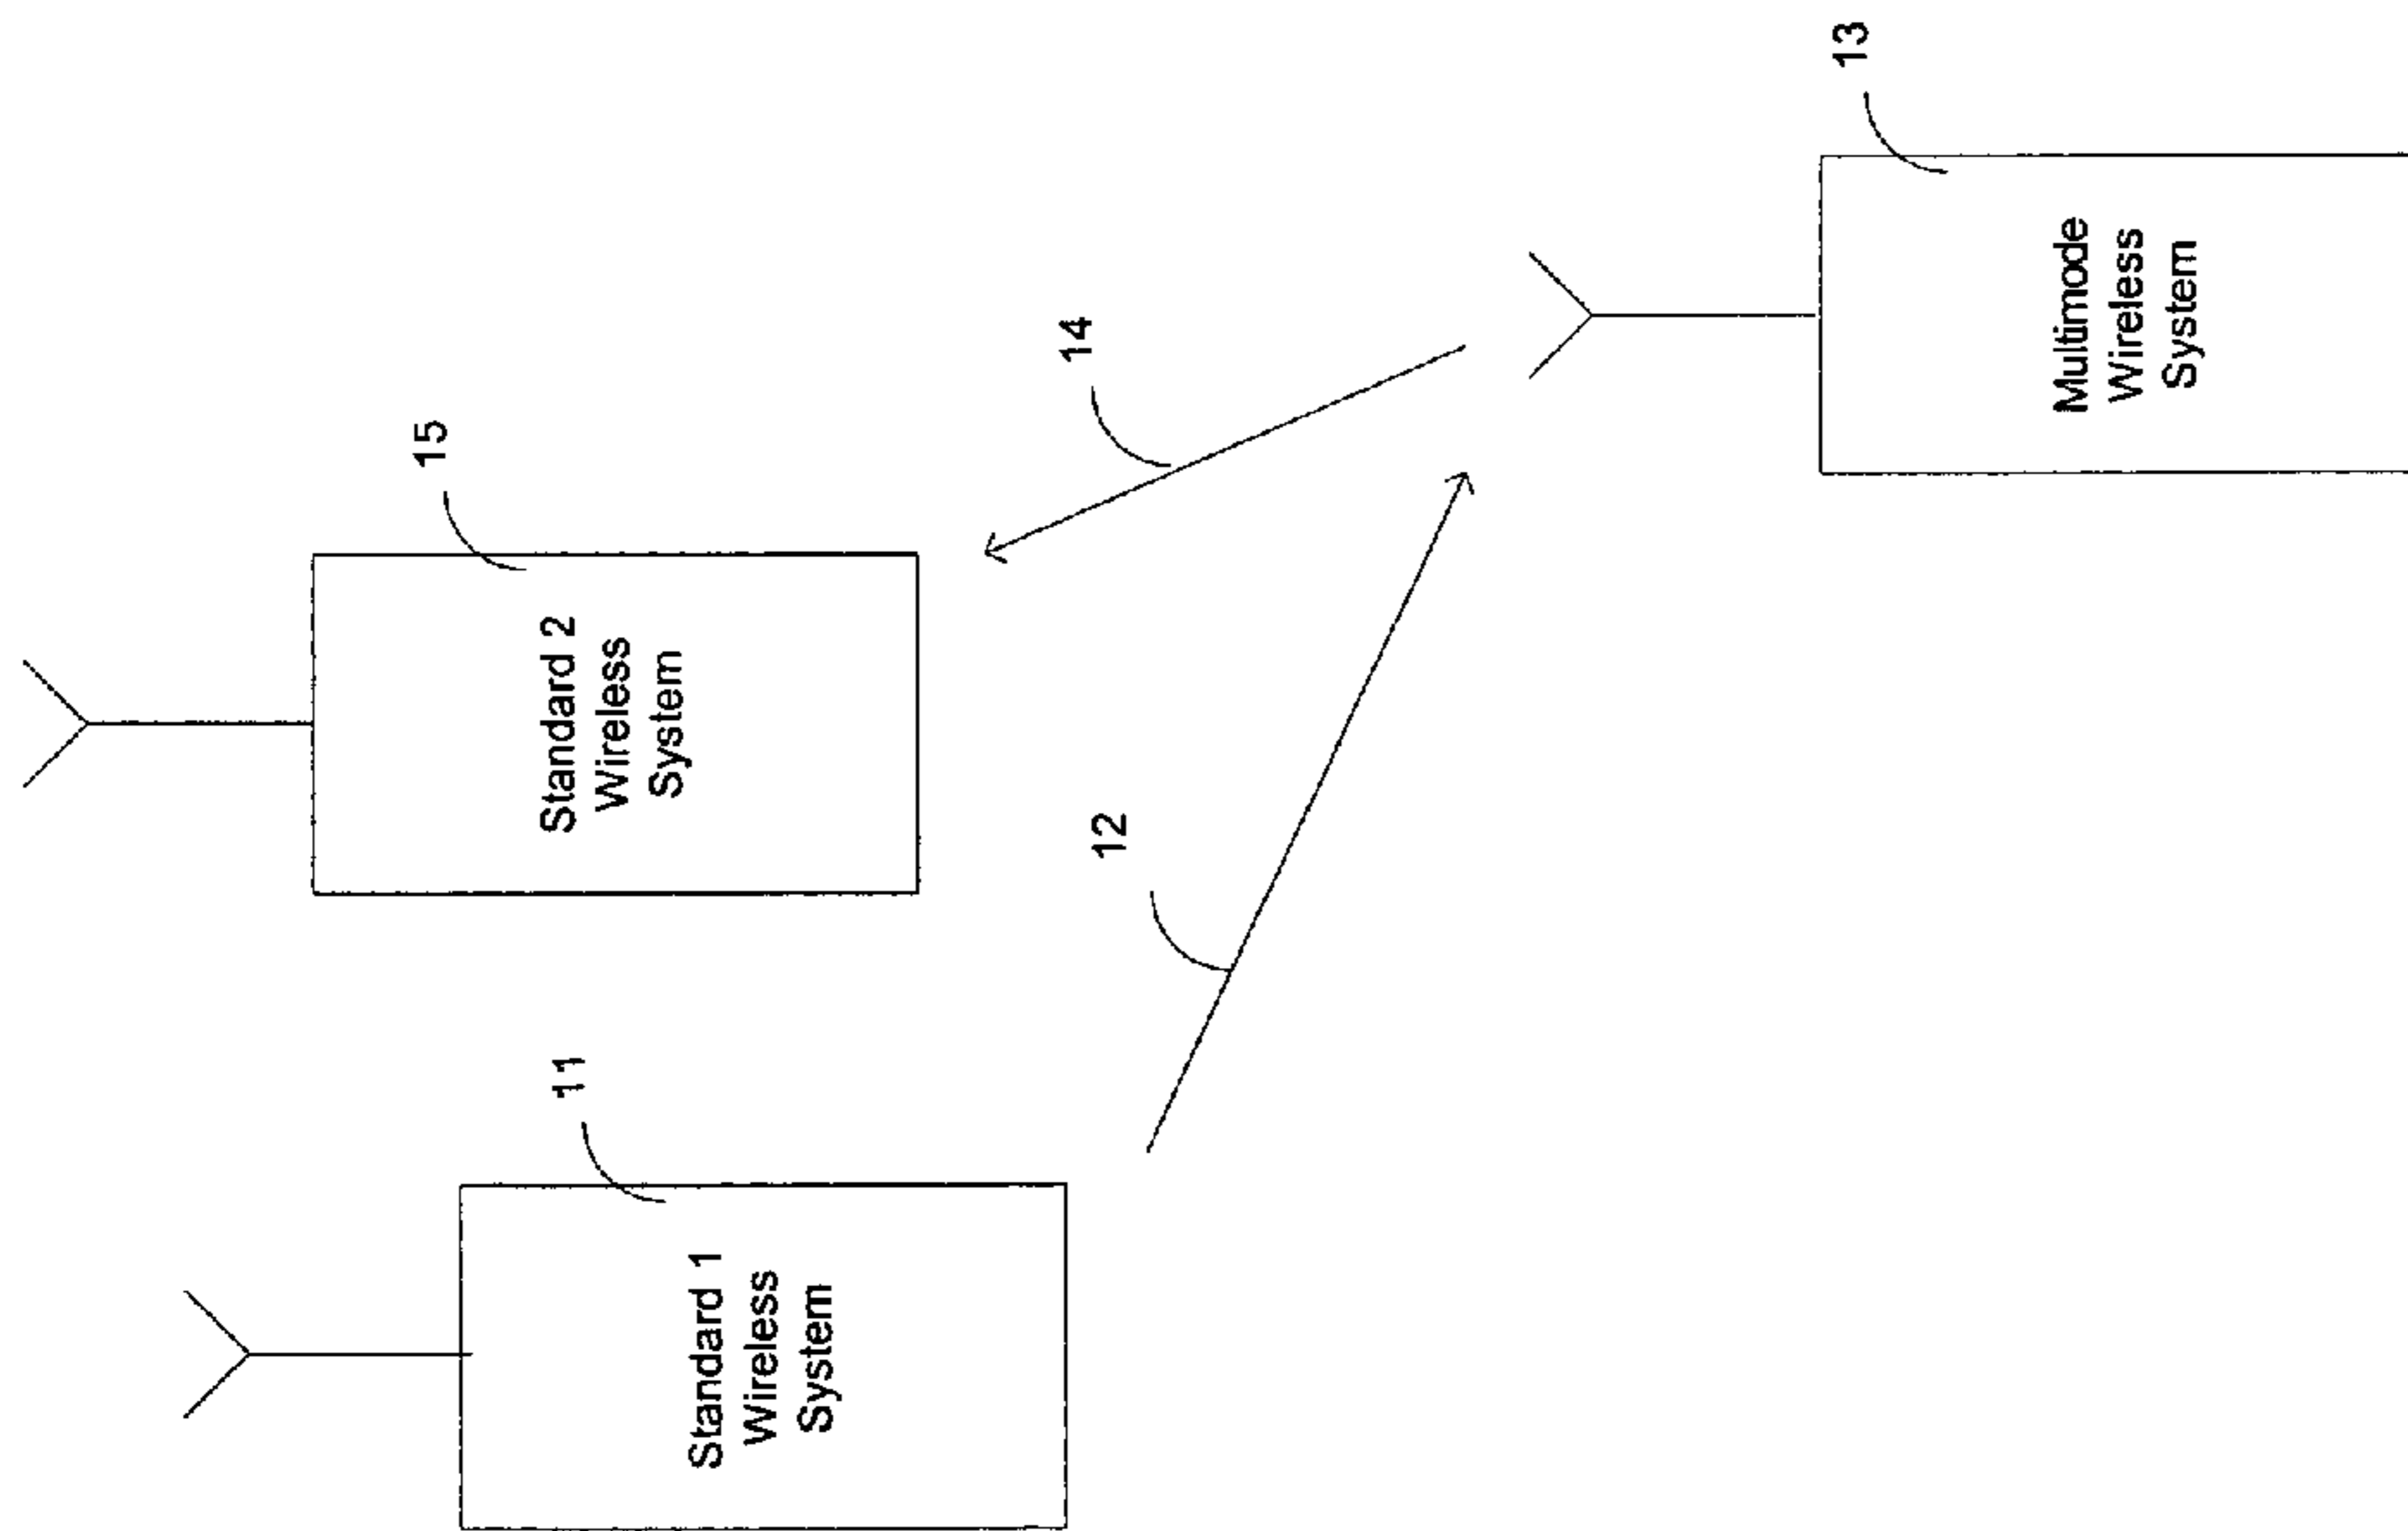 15
Standard 2
Wireless
System
11
Standard 1
Wireless
System
14
12
13
Multimode
Wireless
System